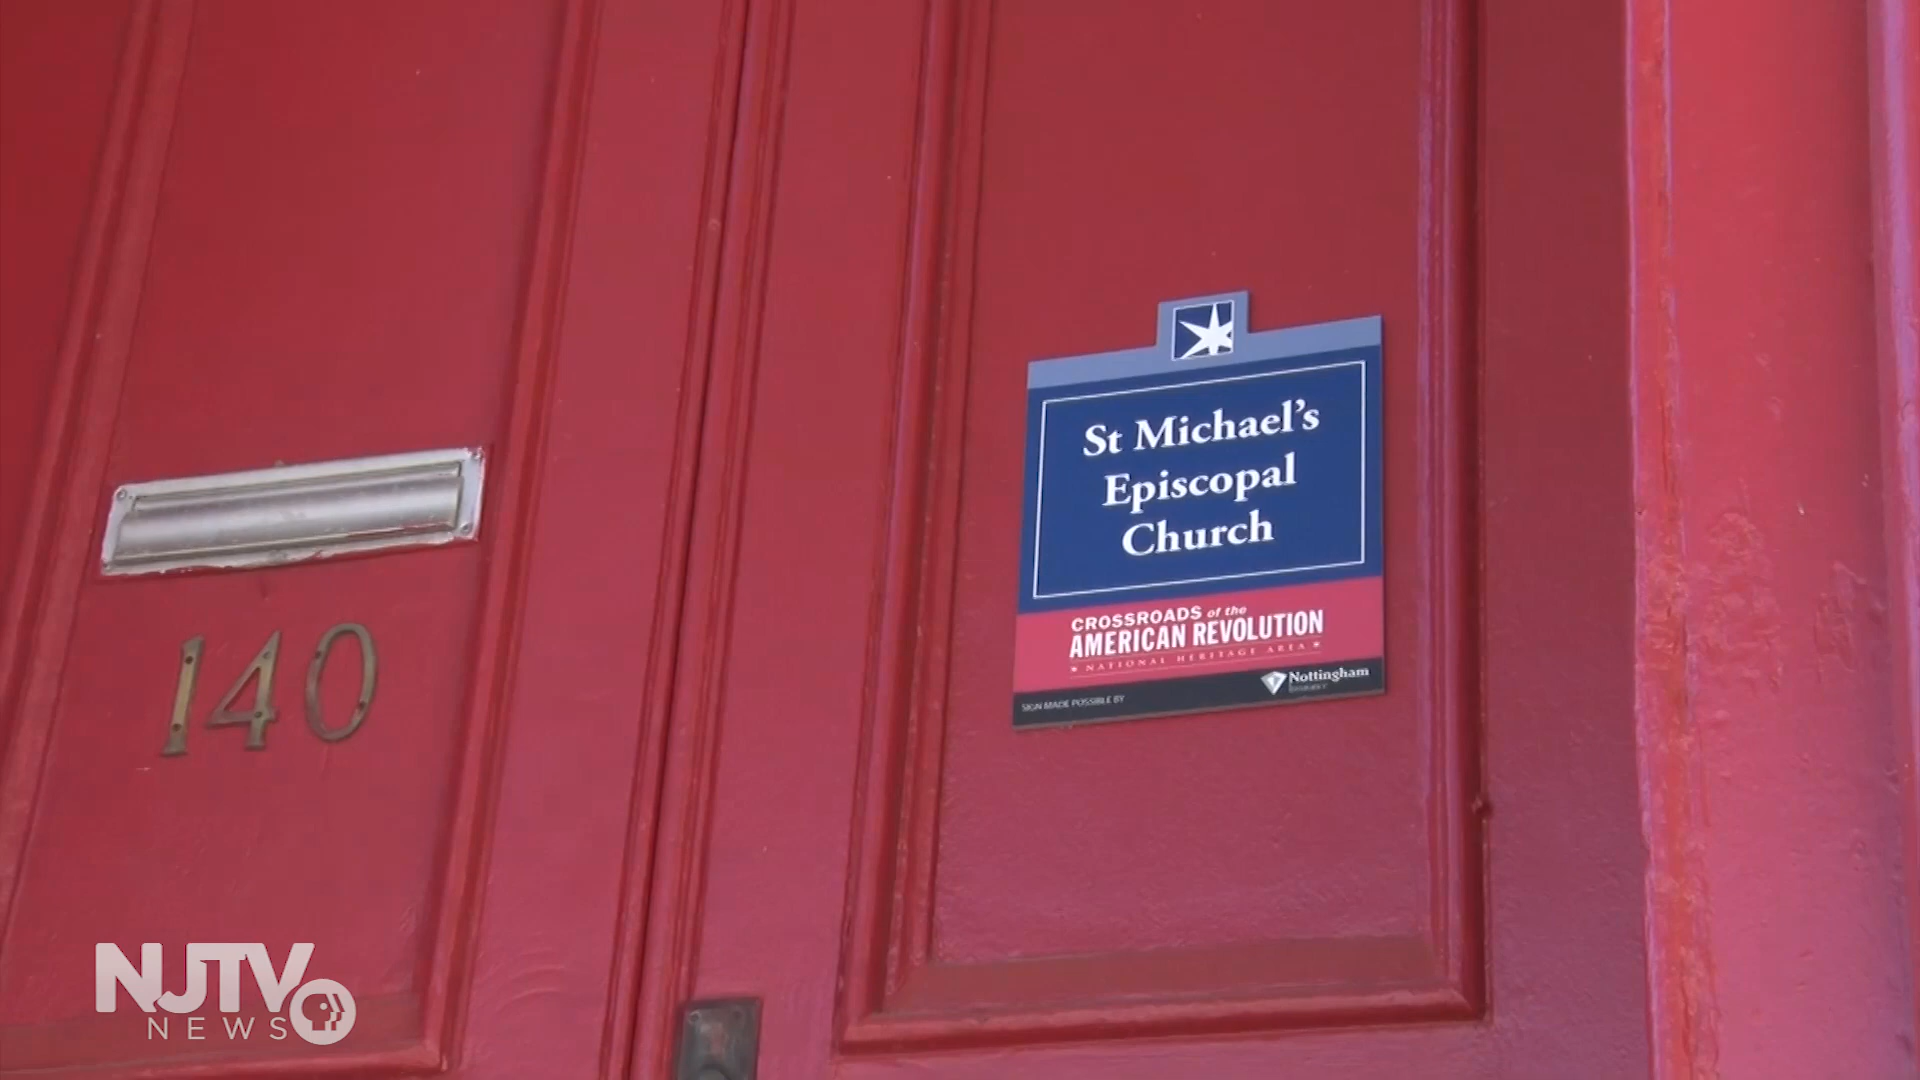 St Michael's
Episcopal
Church
CROSSROADS of the
AMERICAN REVOLUTION
NATIONAL HERITAGE AREA
SIGN MADE POSSIBLE BY
Nottingham
Insurance
140
NJTV
NEWS